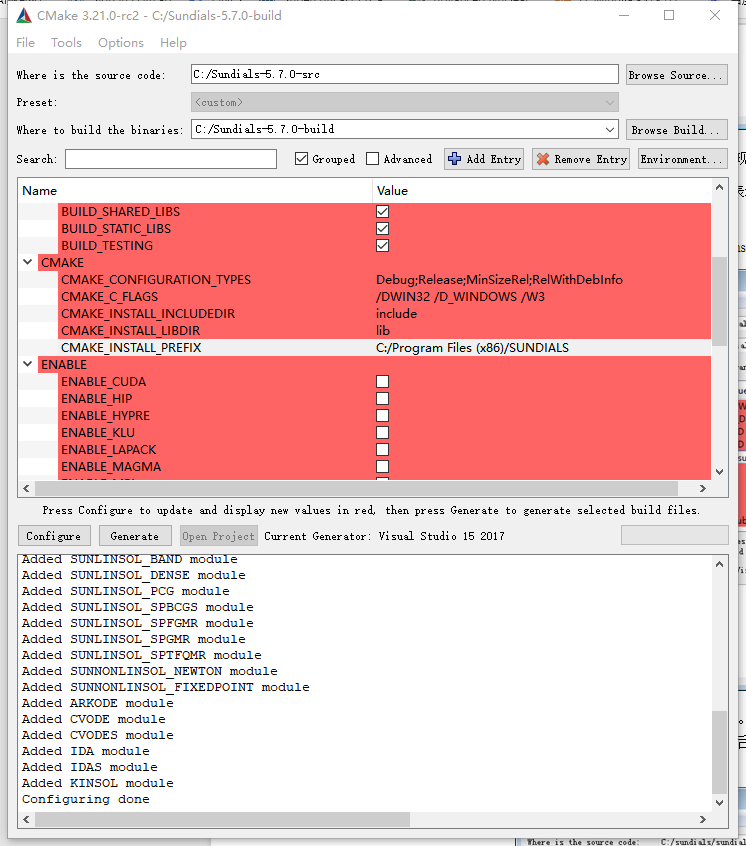 CMake 3.21.0-rc2 - C:/Sundials-5.7.0-build
File Tools Options Help
Where is the source code: C:/Sundials-5.7.0-src Browse Source...
Preset: <custom>
Where to build the binaries: C:/Sundials-5.7.0-build Browse Build...
Search: Grouped Advanced Add Entry Remove Entry Environment...
Name Value
BUILD_SHARED_LIBS
BUILD_STATIC_LIBS
BUILD_TESTING
CMAKE
CMAKE_CONFIGURATION_TYPES Debug;Release;MinSizeRel;RelWithDebInfo
CMAKE_C_FLAGS /DWIN32 /D_WINDOWS /W3
CMAKE_INSTALL_INCLUDEDIR include
CMAKE_INSTALL_LIBDIR lib
CMAKE_INSTALL_PREFIX C:/Program Files (x86)/SUNDIALS
ENABLE
ENABLE_CUDA
ENABLE_HIP
ENABLE_HYPRE
ENABLE_KLU
ENABLE_LAPACK
ENABLE_MAGMA
Press Configure to update and display new values in red, then press Generate to generate selected build files.
Configure Generate Open Project Current Generator: Visual Studio 15 2017
Added SUNLINSOL_BAND module
Added SUNLINSOL_DENSE module
Added SUNLINSOL_PCG module
Added SUNLINSOL_SPBCGS module
Added SUNLINSOL_SPFGMR module
Added SUNLINSOL_SPGMR module
Added SUNLINSOL_SPTFQMR module
Added SUNNONLINSOL_NEWTON module
Added SUNNONLINSOL_FIXEDPOINT module
Added ARKODE module
Added CVODE module
Added CVODES module
Added IDA module
Added IDAS module
Added KINSOL module
Configuring done
Where is the source code: C:/sundials/sundial